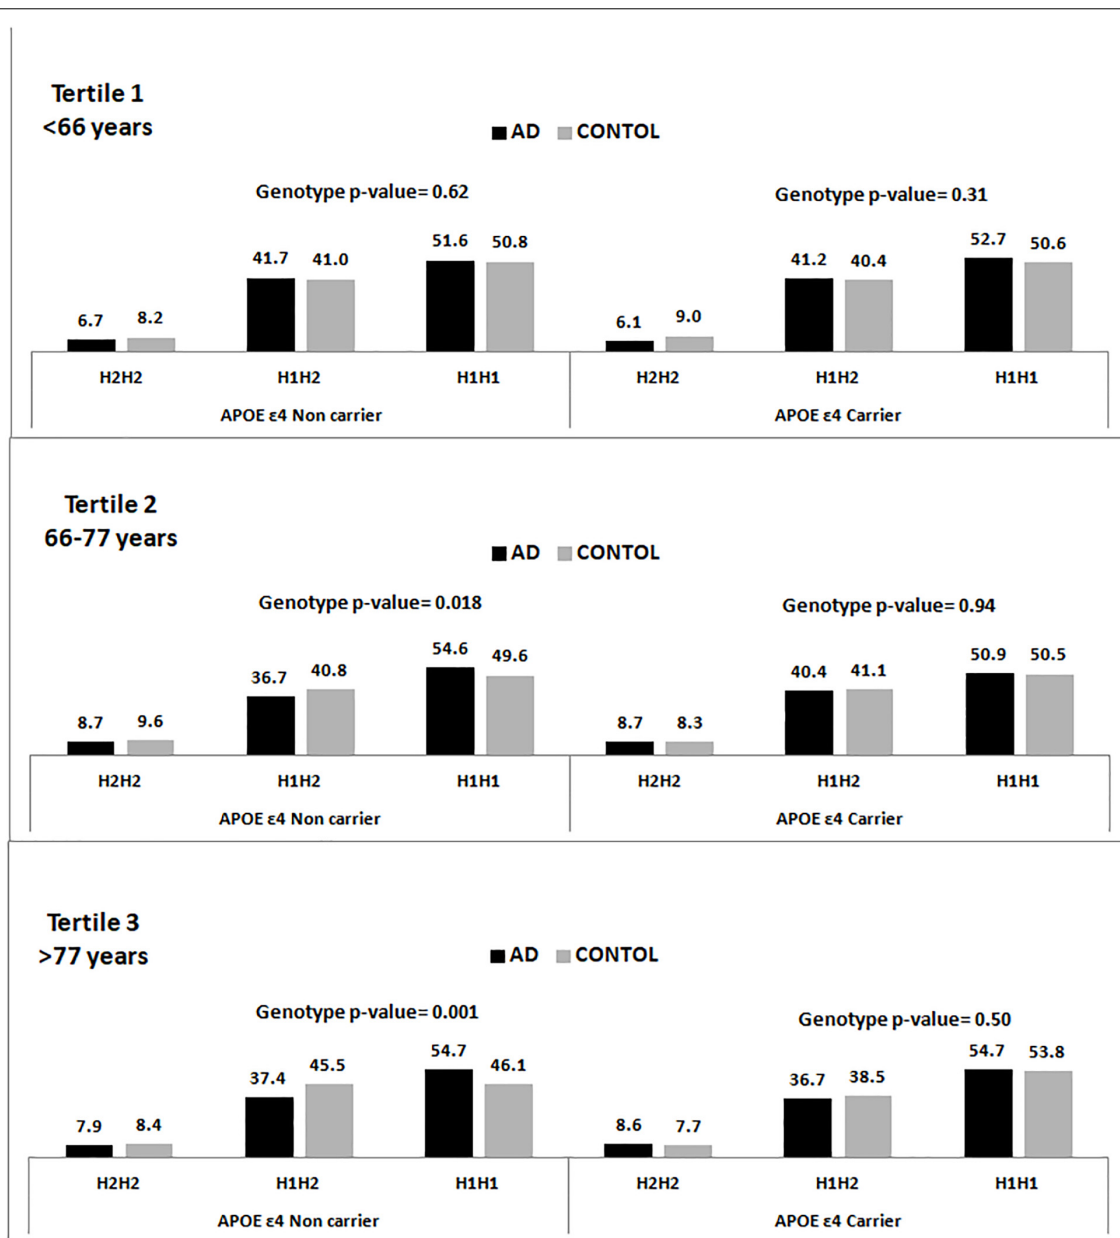 Tertile 1
<66 years
AD CONTOL
Genotype p-value= 0.62 Genotype p-value= 0.31
6.7 8.2 41.7 41.0 51.6 50.8 6.1 9.0 41.2 40.4 52.7 50.6
H2H2 H1H2 H1H1 H2H2 H1H2 H1H1
APOE ε4 Non carrier APOE ε4 Carrier
Tertile 2
66-77 years
AD CONTOL
Genotype p-value= 0.018 Genotype p-value= 0.94
8.7 9.6 36.7 40.8 54.6 49.6 8.7 8.3 40.4 41.1 50.9 50.5
H2H2 H1H2 H1H1 H2H2 H1H2 H1H1
APOE ε4 Non carrier APOE ε4 Carrier
Tertile 3
>77 years
AD CONTOL
Genotype p-value= 0.001 Genotype p-value= 0.50
7.9 8.4 37.4 45.5 54.7 46.1 8.6 7.7 36.7 38.5 54.7 53.8
H2H2 H1H2 H1H1 H2H2 H1H2 H1H1
APOE ε4 Non carrier APOE ε4 Carrier